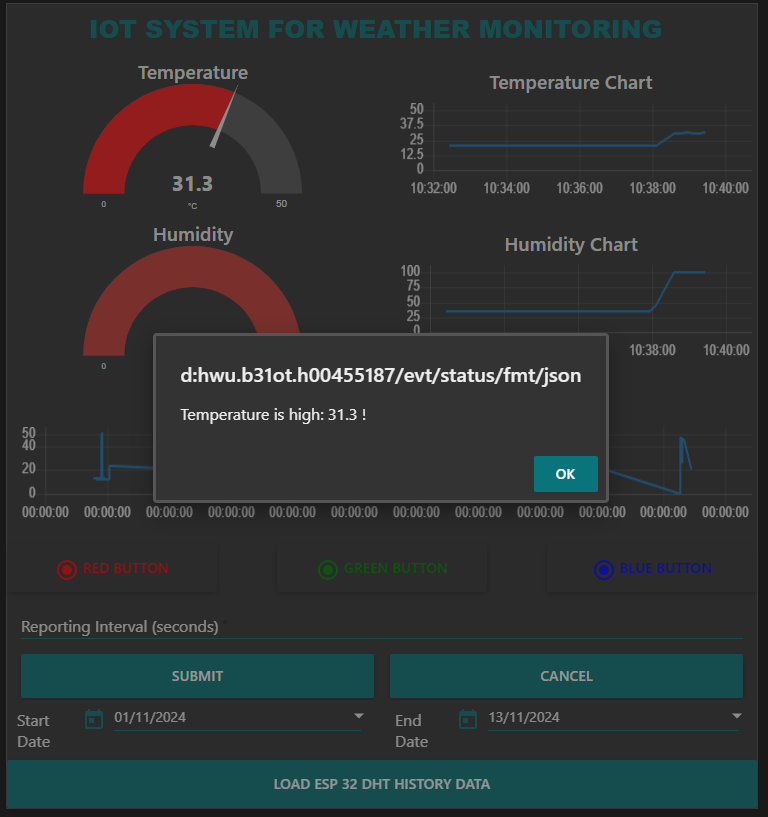 IOT SYSTEM FOR WEATHER MONITORING
Temperature
31.3
°C
0
50
Temperature Chart
50
37.5
25
12.5
0
10:32:00 10:34:00 10:36:00 10:38:00 10:40:00
Humidity
0
Humidity Chart
100
75
50
25
0
10:38:00 10:40:00
d:hwu.b31ot.h00455187/evt/status/fmt/json
Temperature is high: 31.3 !
OK
50
40
20
0
00:00:00 00:00:00 00:00:00 00:00:00 00:00:00 00:00:00 00:00:00 00:00:00 00:00:00 00:00:00 00:00:00 00:00:00
RED BUTTON GREEN BUTTON BLUE BUTTON
Reporting Interval (seconds) *
SUBMIT CANCEL
Start Date
01/11/2024
End Date
13/11/2024
LOAD ESP 32 DHT HISTORY DATA